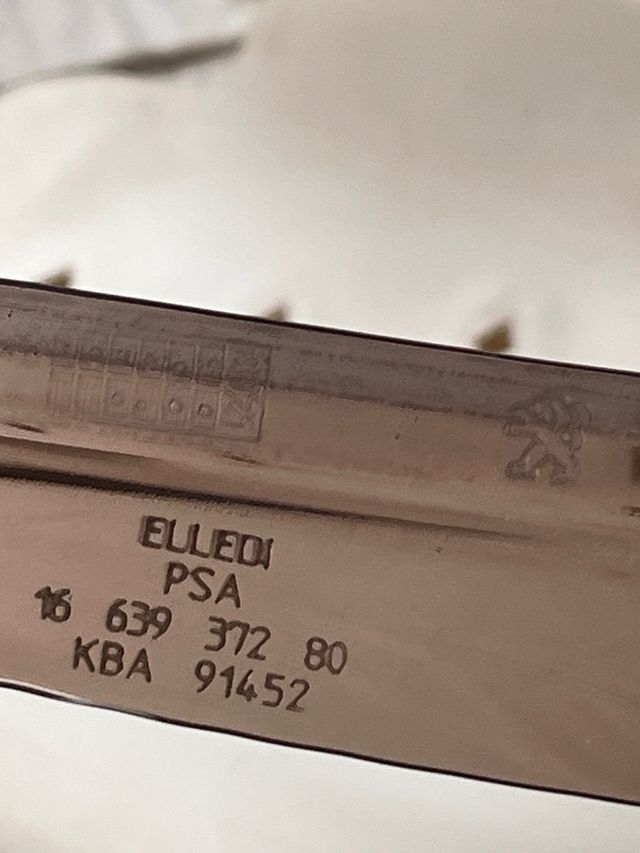 ELLEDI
PSA
16 639 372 80
KBA 91452